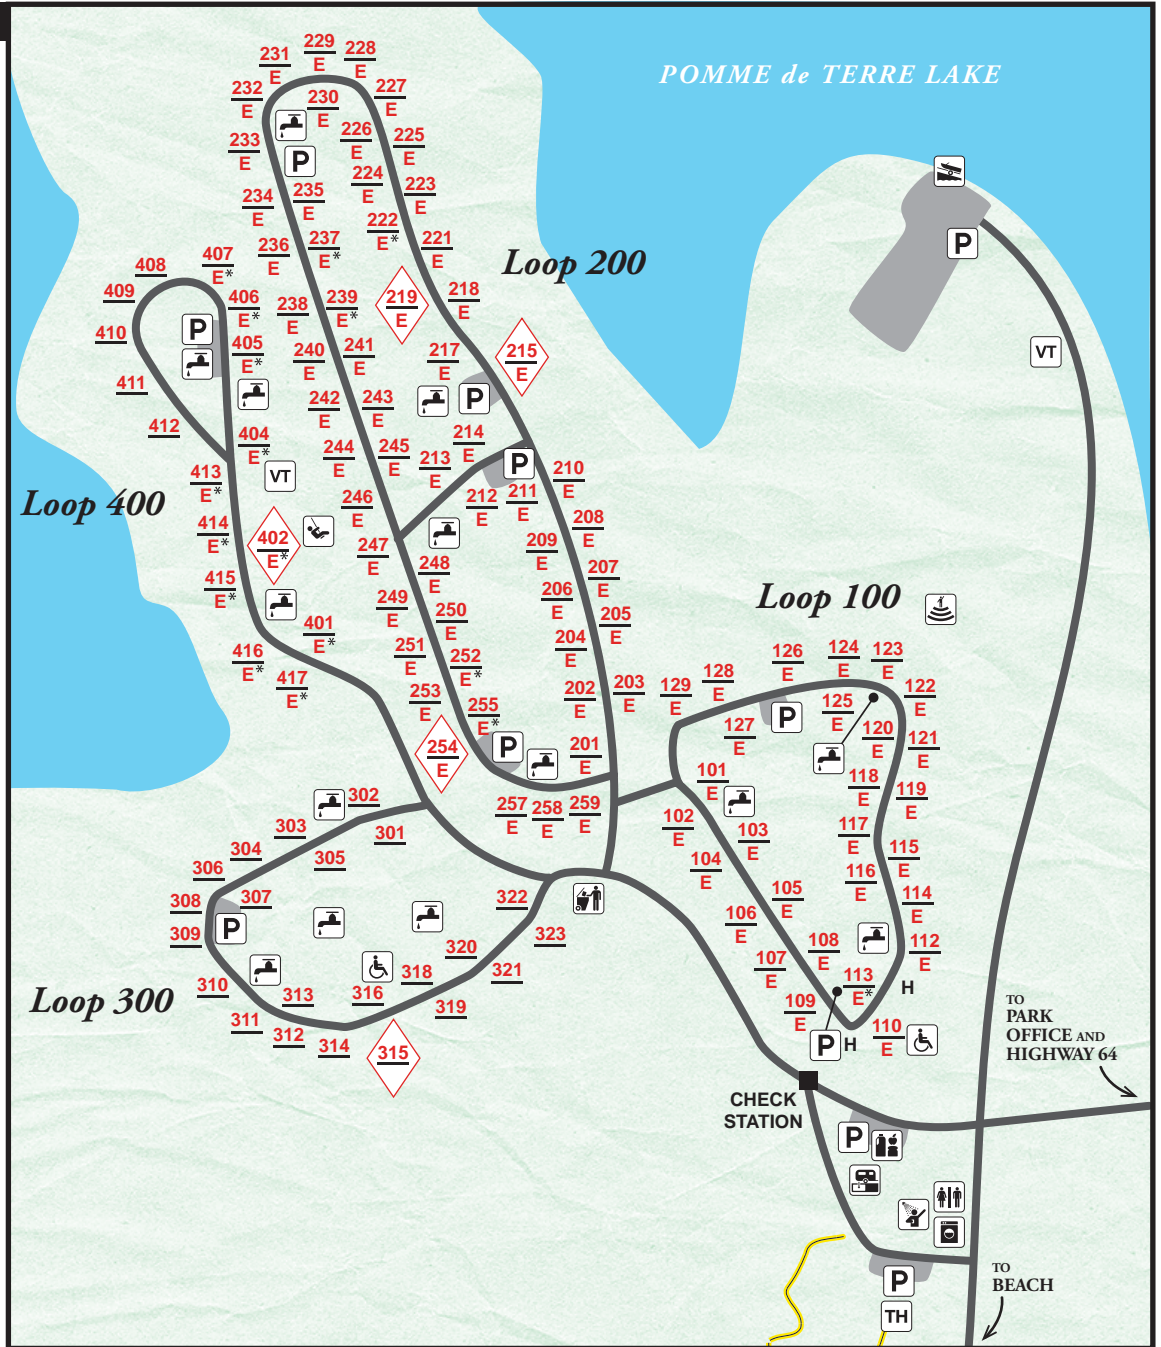 POMME de TERRE LAKE
229
E
231
E
228
E
232
E
230
E
227
E
P
233
E
226
E
225
E
224
E
223
E
234
E
235
E
222
E*
236
E
237
E*
221
E
Loop 200
P
VT
408
407
E*
409
406
E*
238
E
239
E*
219
E
218
E
410
P
405
E*
240
E
241
E
217
E
215
E
411
242
E
243
E
P
412
404
E*
244
E
245
E
214
E
213
E
P
210
E
413
E*
VT
246
E
212
E
211
E
Loop 400
414
E*
402
E*
247
E
209
E
208
E
415
E*
248
E
207
E
249
E
206
E
250
E
205
E
Loop 100
401
E*
416
E*
251
E
252
E*
204
E
417
E*
253
E
202
E
203
E
129
E
128
E
126
E
124
E
123
E
255
E*
122
E
254
E
P
201
E
127
E
P
125
E
120
E
121
E
101
E
118
E
119
E
302
257
E
258
E
259
E
102
E
103
E
117
E
303
301
304
305
104
E
115
E
306
116
E
308
307
322
105
E
114
E
309
P
323
106
E
108
E
112
E
320
107
E
113
E*
H
310
313
316
318
321
311
319
109
E
312
314
315
P
H
110
E
Loop 300
TO
PARK
OFFICE AND
HIGHWAY 64
CHECK
STATION
P
TO
BEACH
P
TH